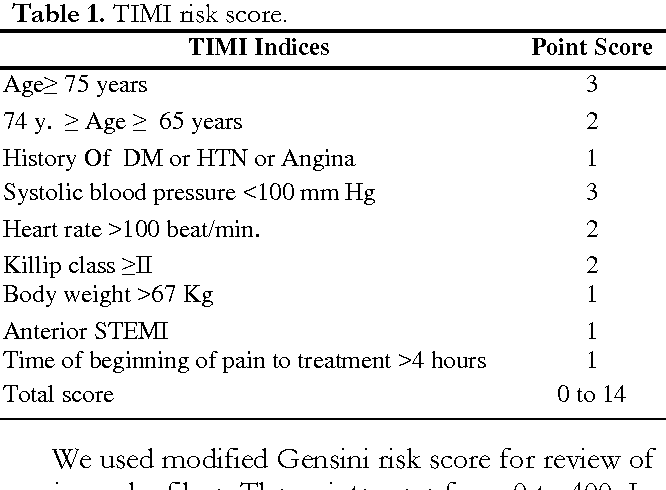 Table 1. TIMI risk score.
TIMI Indices Point Score
Age≥ 75 years 3
74 y. ≥ Age ≥ 65 years 2
History Of DM or HTN or Angina 1
Systolic blood pressure <100 mm Hg 3
Heart rate >100 beat/min. 2
Killip class ≥II 2
Body weight >67 Kg 1
Anterior STEMI 1
Time of beginning of pain to treatment >4 hours 1
Total score 0 to 14
We used modified Gensini risk score for review of